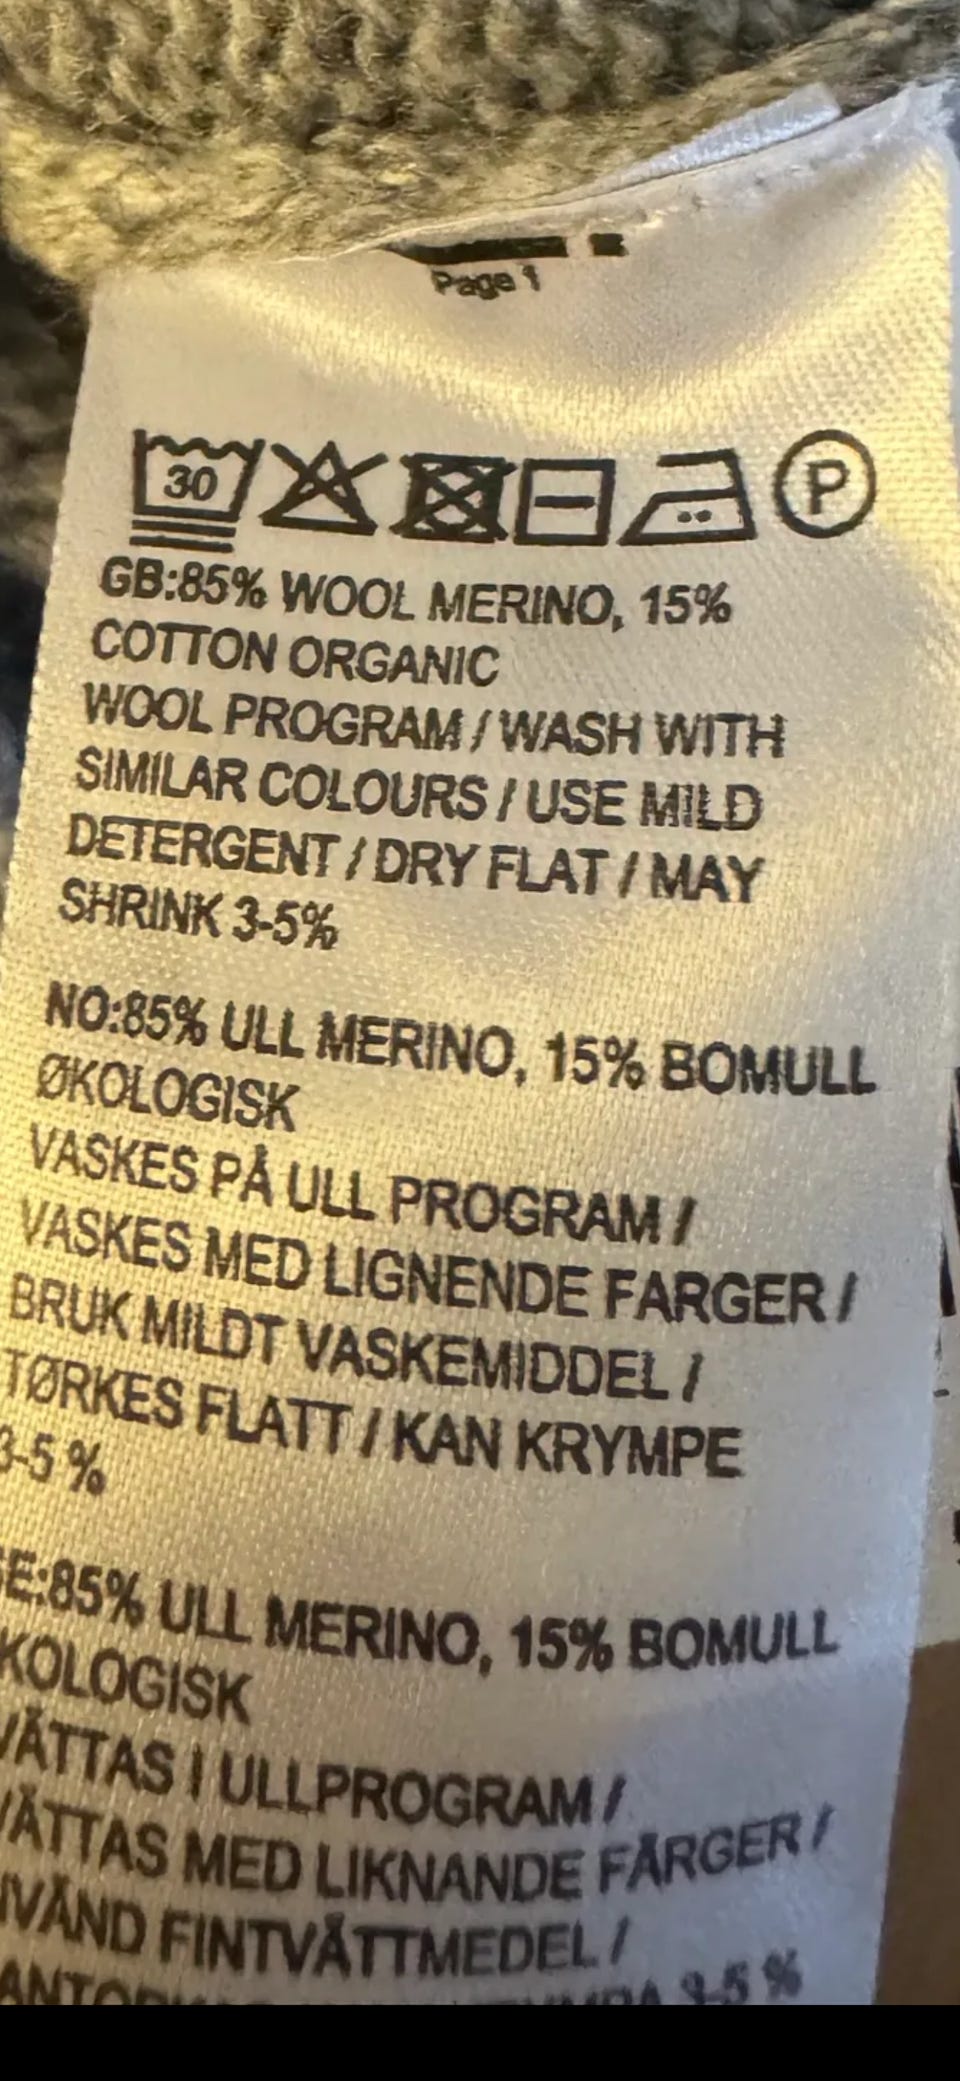 Page 1
30 P
GB:85% WOOL MERINO, 15%
COTTON ORGANIC
WOOL PROGRAM / WASH WITH
SIMILAR COLOURS / USE MILD
DETERGENT / DRY FLAT / MAY
SHRINK 3-5%
NO:85% ULL MERINO, 15% BOMULL
ØKOLOGISK
VASKES PÅ ULL PROGRAM /
VASKES MED LIGNENDE FARGER /
BRUK MILDT VASKEMIDDEL /
TØRKES FLATT / KAN KRYMPE
3-5 %
SE:85% ULL MERINO, 15% BOMULL
KOLOGISK
VÄTTAS I ULLPROGRAM /
VÄTTAS MED LIKNANDE FÄRGER /
NVÄND FINTVÄTTMEDEL /
3-5 %